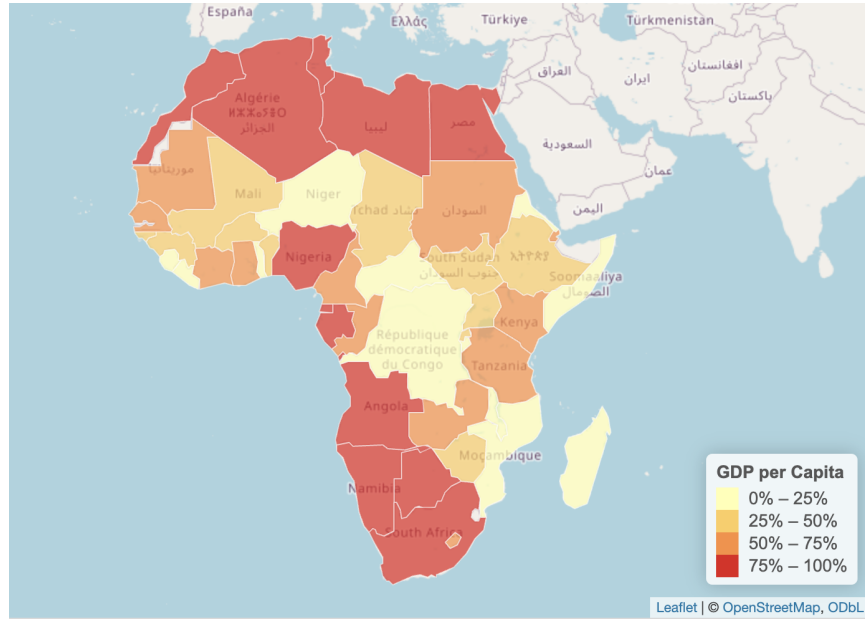 España
Ελλάς
Türkiye
Türkmenistan
افغانستان
العراق
ایران
پاکستان
Algérie
ⵍⵣⵣⴰⵢⴻⵔ
الجزائر
ليبيا
مصر
السعودية
عمان
موريتانيا
Mali
Niger
Tchad تشاد
السودان
اليمن
Nigeria
South Sudan
جنوب السودان
Soomaaliya
الصومال
République
démocratique
du Congo
Kenya
Tanzania
Angola
Moçambique
Namibia
South Africa
GDP per Capita
0% – 25%
25% – 50%
50% – 75%
75% – 100%
Leaflet | © OpenStreetMap, ODbL